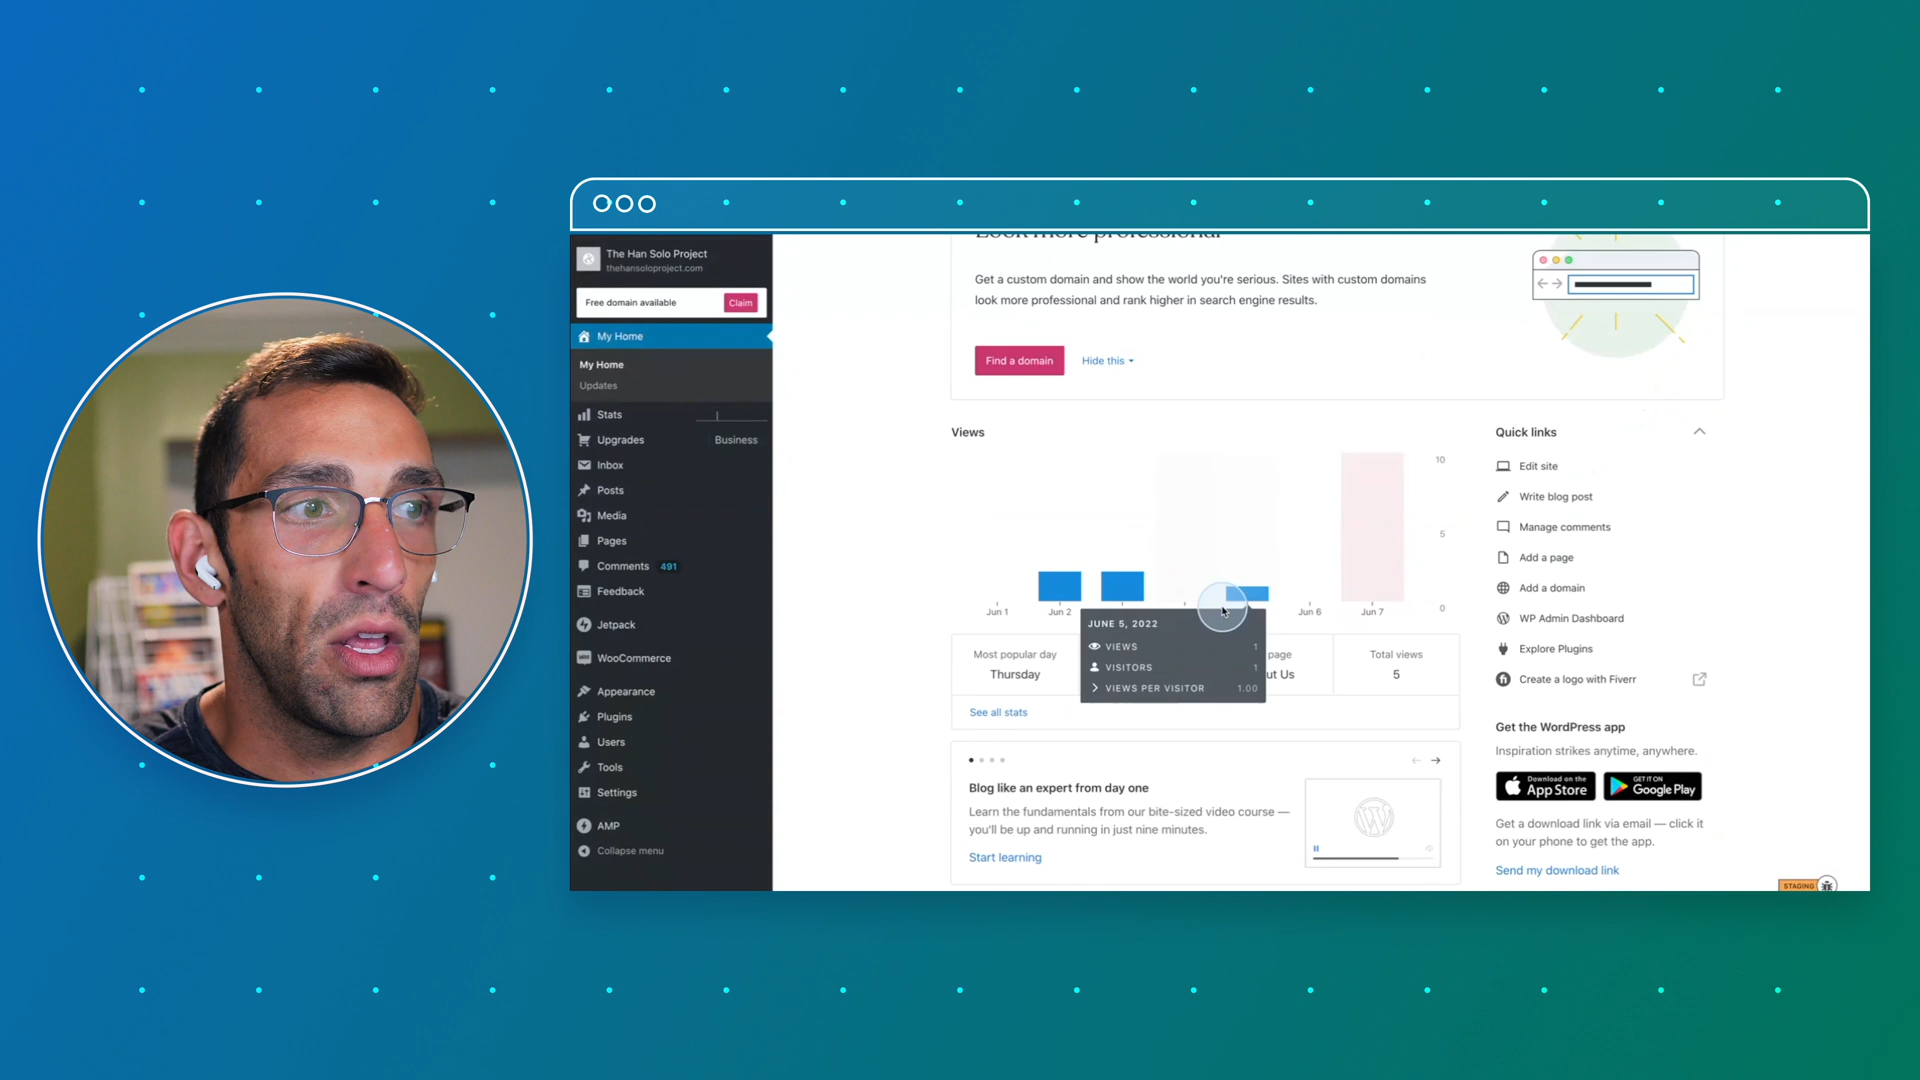 The Han Solo Project
thehansoloproject.com
Free domain available
Claim
My Home
My Home
Updates
Stats
Upgrades
Business
Inbox
Posts
Media
Pages
Comments 491
Feedback
Jetpack
WooCommerce
Appearance
Plugins
Users
Tools
Settings
AMP
Collapse menu
Look more professional
Get a custom domain and show the world you're serious. Sites with custom domains
look more professional and rank higher in search engine results.
Find a domain
Hide this
Views
10
5
0
Jun 1
Jun 2
Jun 6
Jun 7
JUNE 5, 2022
VIEWS 1
VISITORS 1
VIEWS PER VISITOR 1.00
Most popular day
Thursday
page
ut Us
Total views
5
See all stats
Blog like an expert from day one
Learn the fundamentals from our bite-sized video course —
you'll be up and running in just nine minutes.
Start learning
Quick links
Edit site
Write blog post
Manage comments
Add a page
Add a domain
WP Admin Dashboard
Explore Plugins
Create a logo with Fiverr
Get the WordPress app
Inspiration strikes anytime, anywhere.
Download on the
App Store
GET IT ON
Google Play
Get a download link via email — click it
on your phone to get the app.
Send my download link
STAGING